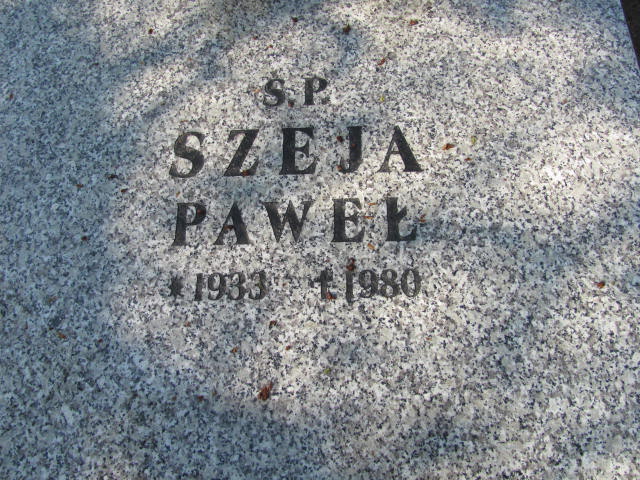 S.P.
SZEJA
PAWEŁ
* 1933 † 1980